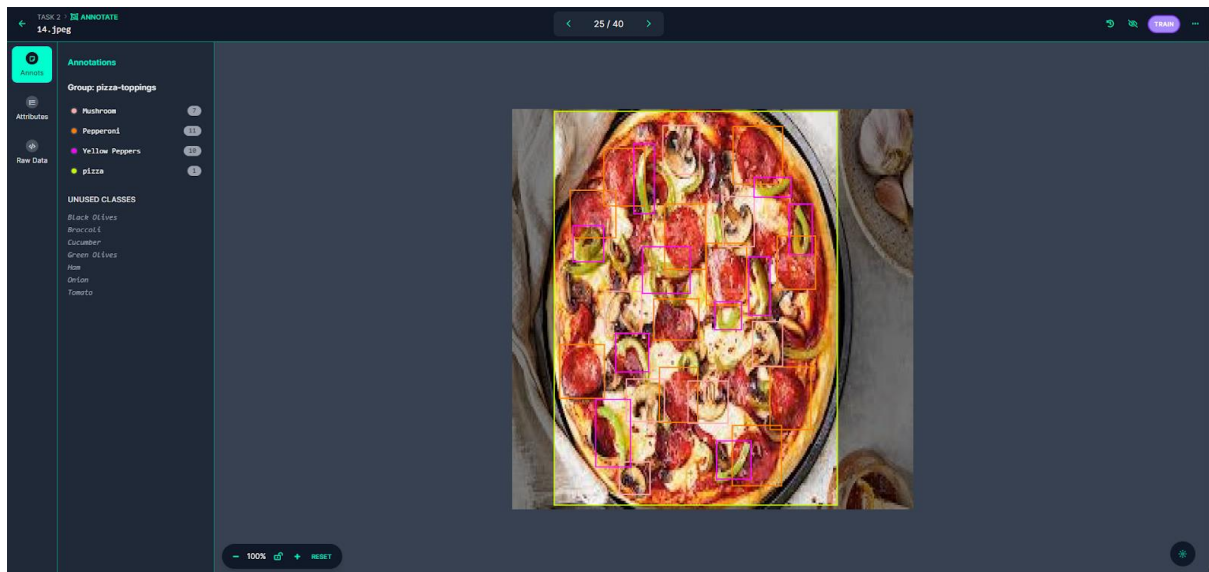 TASK 2 > ANNOTATE
14.jpeg
25 / 40
TRAIN
Annots
Attributes
Raw Data
Annotations
Group: pizza-toppings
Mushroom 7
Pepperoni 11
Yellow Peppers 10
pizza 1
UNUSED CLASSES
Black Olives
Broccoli
Cucumber
Green Olives
Ham
Onion
Tomato
− 100% + RESET